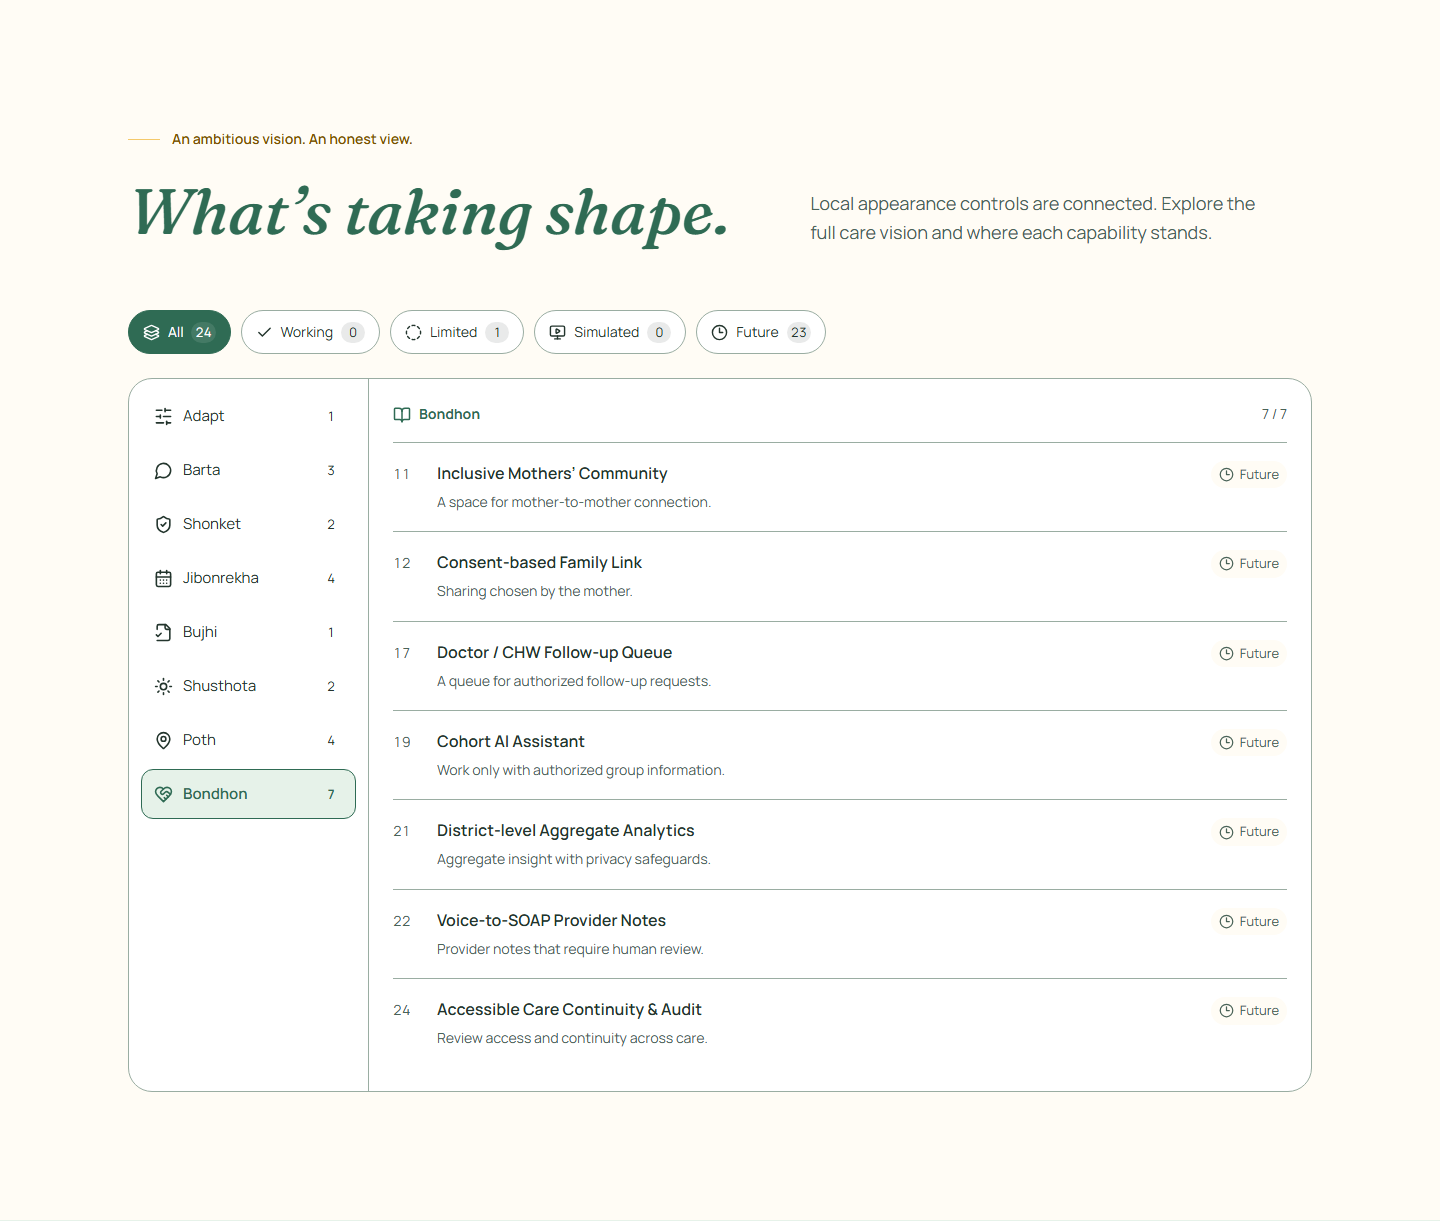 An ambitious vision. An honest view.
What’s taking shape.
Local appearance controls are connected. Explore the
full care vision and where each capability stands.
All 24
Working 0
Limited 1
Simulated 0
Future 23
Adapt 1
Barta 3
Shonket 2
Jibonrekha 4
Bujhi 1
Shusthota 2
Poth 4
Bondhon 7
Bondhon 7 / 7
11 Inclusive Mothers’ Community Future
A space for mother-to-mother connection.
12 Consent-based Family Link Future
Sharing chosen by the mother.
17 Doctor / CHW Follow-up Queue Future
A queue for authorized follow-up requests.
19 Cohort AI Assistant Future
Work only with authorized group information.
21 District-level Aggregate Analytics Future
Aggregate insight with privacy safeguards.
22 Voice-to-SOAP Provider Notes Future
Provider notes that require human review.
24 Accessible Care Continuity & Audit Future
Review access and continuity across care.